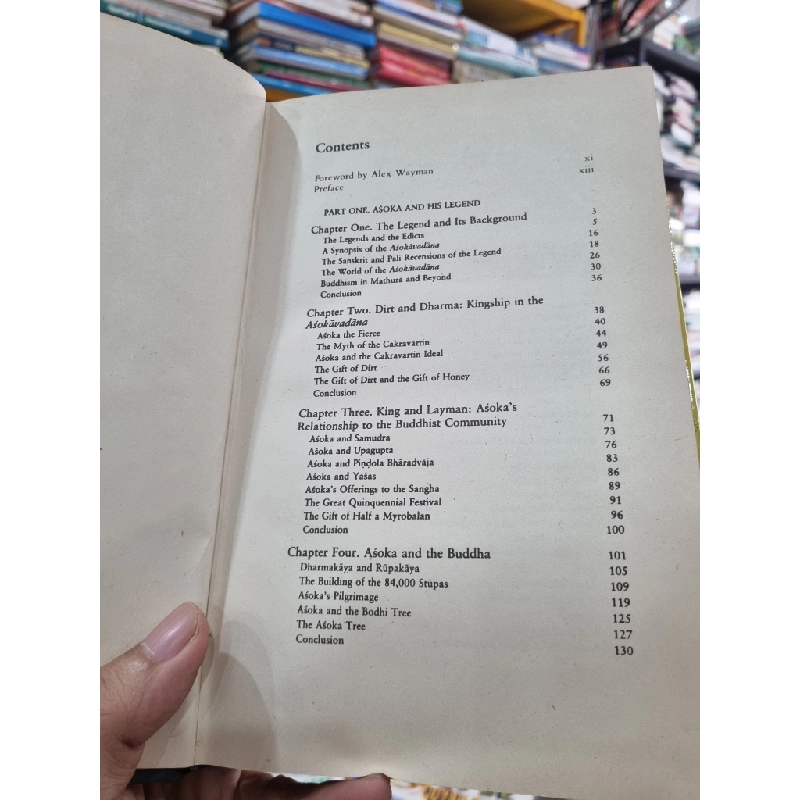 Contents
Foreword by Alex Wayman xi
Preface xiii
PART ONE. AŚOKA AND HIS LEGEND
Chapter One. The Legend and Its Background 3
The Legends and the Edicts 5
A Synopsis of the Aśokāvadāna 16
The Sanskrit and Pali Recensions of the Legend 18
The World of the Aśokāvadāna 26
Buddhism in Mathurā and Beyond 30
Conclusion 36
Chapter Two. Dirt and Dharma: Kingship in the
Aśokāvadāna 38
Aśoka the Fierce 40
The Myth of the Cakravartin 44
Aśoka and the Cakravartin Ideal 49
The Gift of Dirt 56
The Gift of Dirt and the Gift of Honey 66
Conclusion 69
Chapter Three. King and Layman: Aśoka's
Relationship to the Buddhist Community 71
Aśoka and Samudra 73
Aśoka and Upagupta 76
Aśoka and Piṇḍola Bhāradvāja 83
Aśoka and Yaśas 86
Aśoka's Offerings to the Sangha 89
The Great Quinquennial Festival 91
The Gift of Half a Myrobalan 96
Conclusion 100
Chapter Four. Aśoka and the Buddha 101
Dharmakāya and Rūpakāya 105
The Building of the 84,000 Stūpas 109
Aśoka's Pilgrimage 119
Aśoka and the Bodhi Tree 125
The Aśoka Tree 127
Conclusion 130